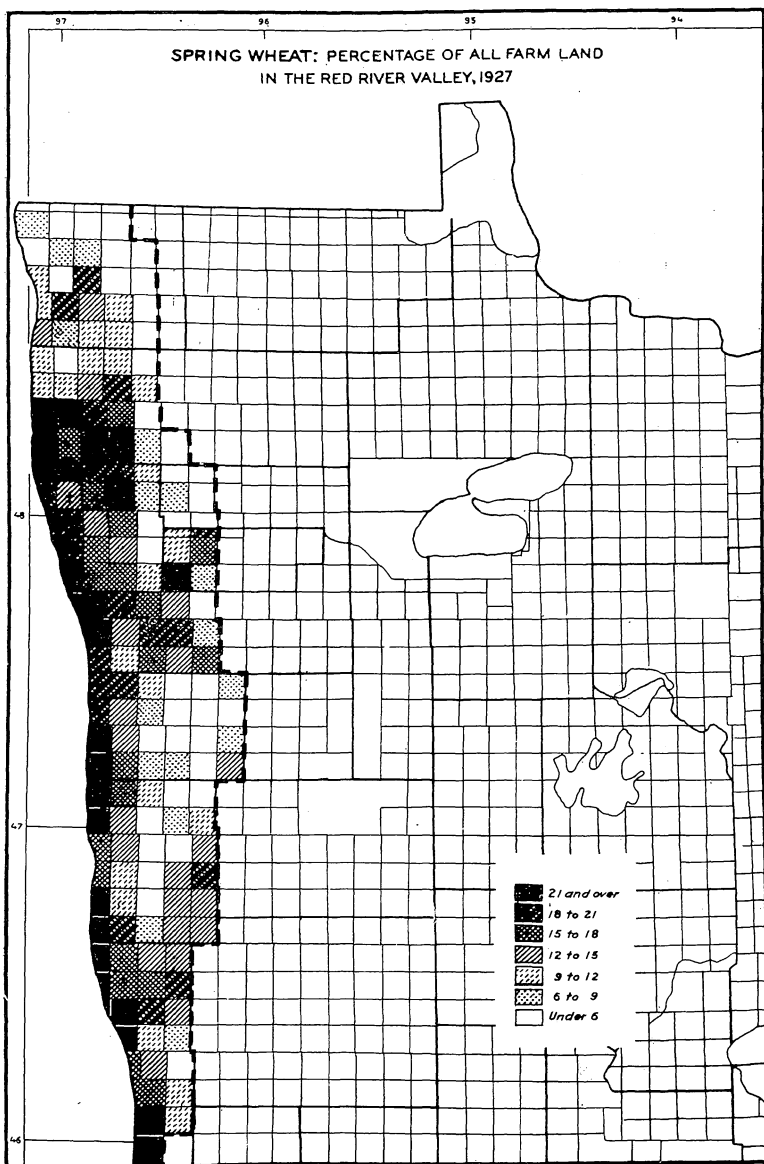 97 96 95 94
SPRING WHEAT: PERCENTAGE OF ALL FARM LAND
IN THE RED RIVER VALLEY, 1927
48
47
46
21 and over
18 to 21
15 to 18
12 to 15
9 to 12
6 to 9
Under 6